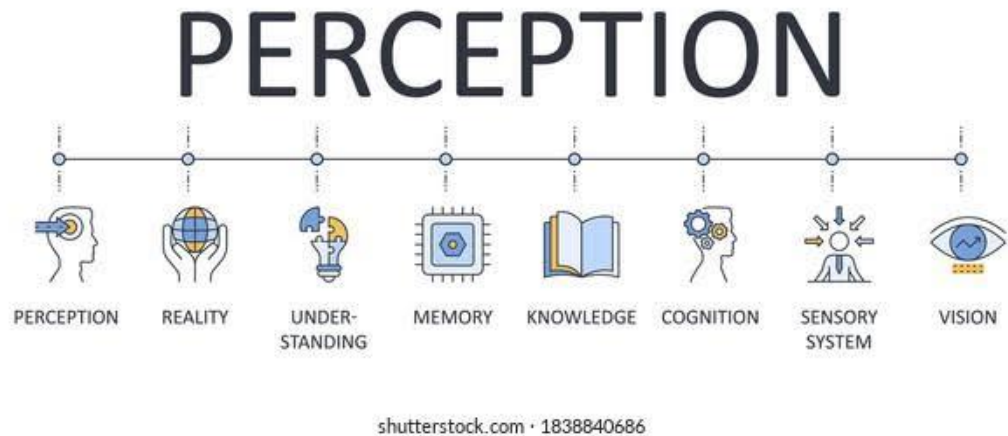 PERCEPTION
PERCEPTION
REALITY
UNDER-
STANDING
MEMORY
KNOWLEDGE
COGNITION
SENSORY
SYSTEM
VISION
shutterstock.com · 1838840686